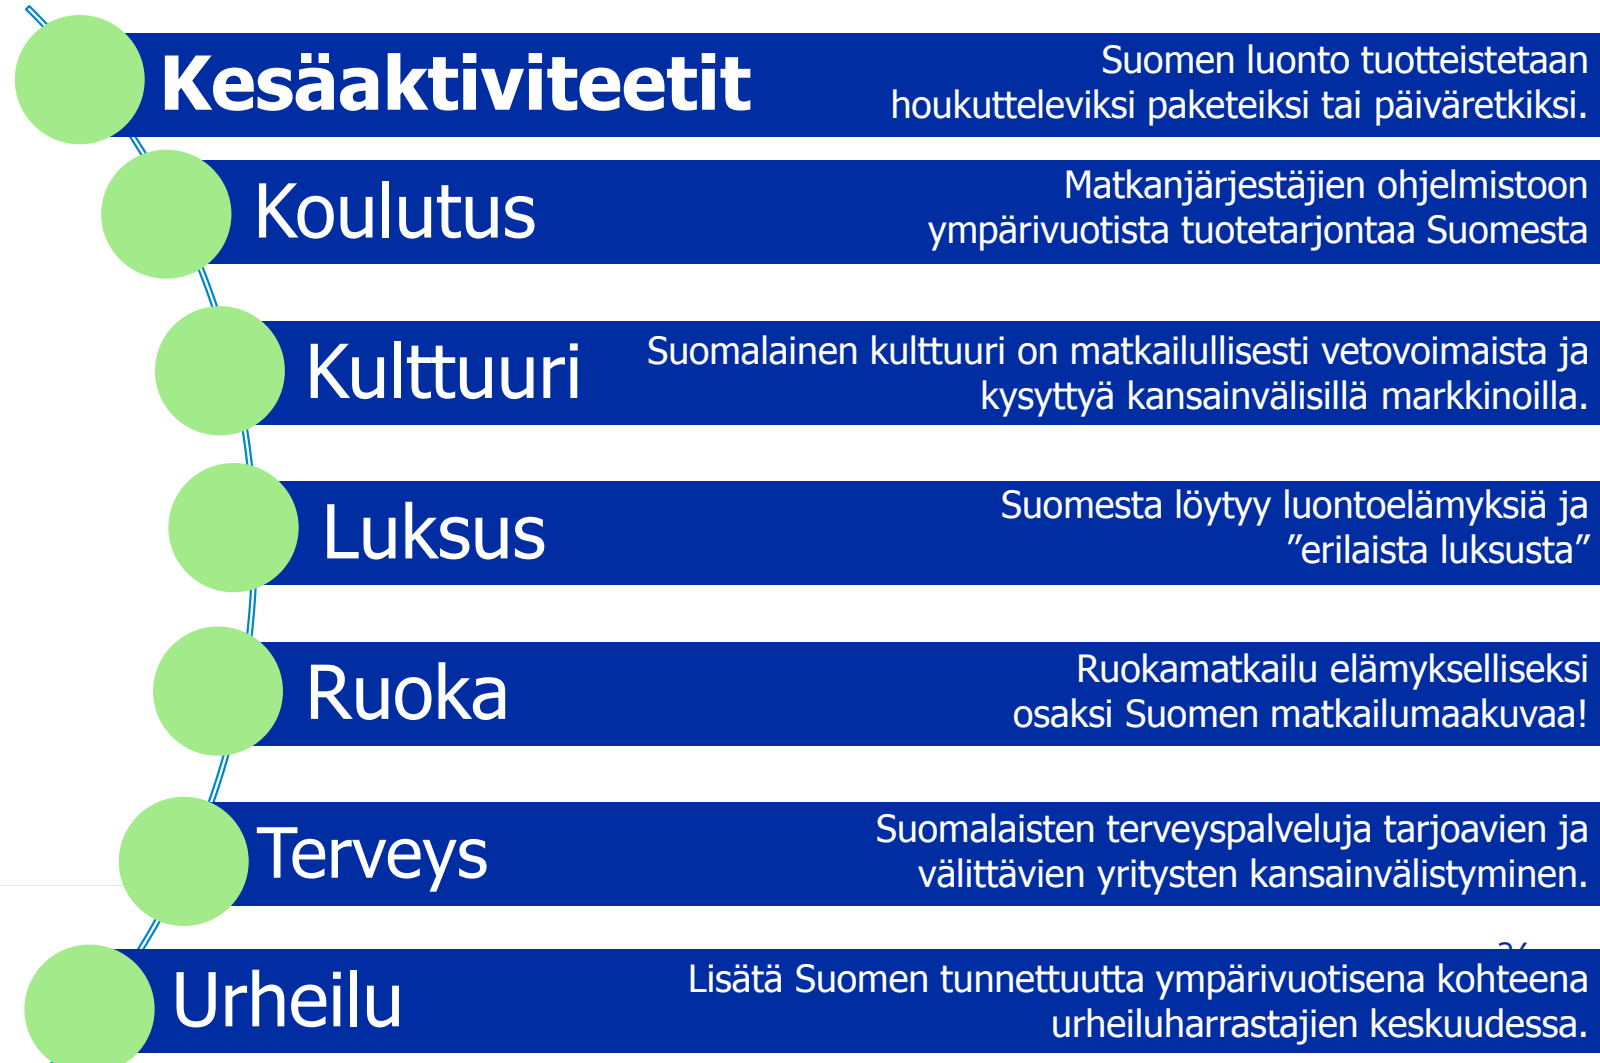 Kesäaktiviteetit
Suomen luonto tuotteistetaan
houkutteleviksi paketeiksi tai päiväretkiksi.
Koulutus
Matkanjärjestäjien ohjelmistoon
ympärivuotista tuotetarjontaa Suomesta
Kulttuuri
Suomalainen kulttuuri on matkailullisesti vetovoimaista ja
kysyttyä kansainvälisillä markkinoilla.
Luksus
Suomesta löytyy luontoelämyksiä ja
”erilaista luksusta”
Ruoka
Ruokamatkailu elämykselliseksi
osaksi Suomen matkailumaakuvaa!
Terveys
Suomalaisten terveyspalveluja tarjoavien ja
välittävien yritysten kansainvälistyminen.
Urheilu
Lisätä Suomen tunnettuutta ympärivuotisena kohteena
urheiluharrastajien keskuudessa.